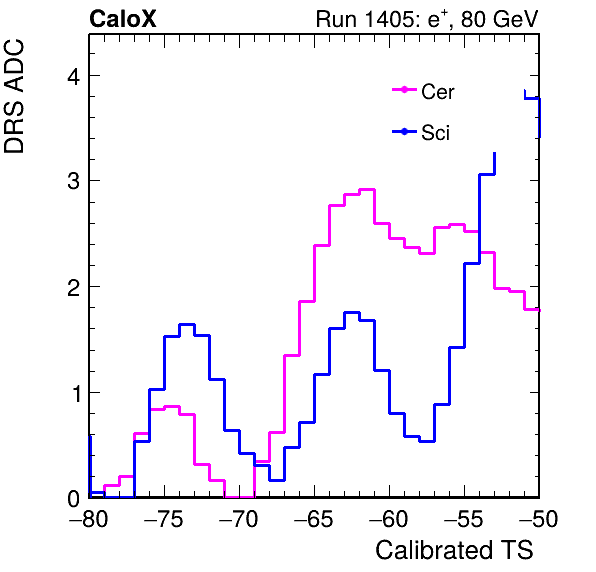 CaloX Run 1405: e⁺, 80 GeV
DRS ADC
4
3
2
1
0
Cer
Sci
−80 −75 −70 −65 −60 −55 −50
Calibrated TS